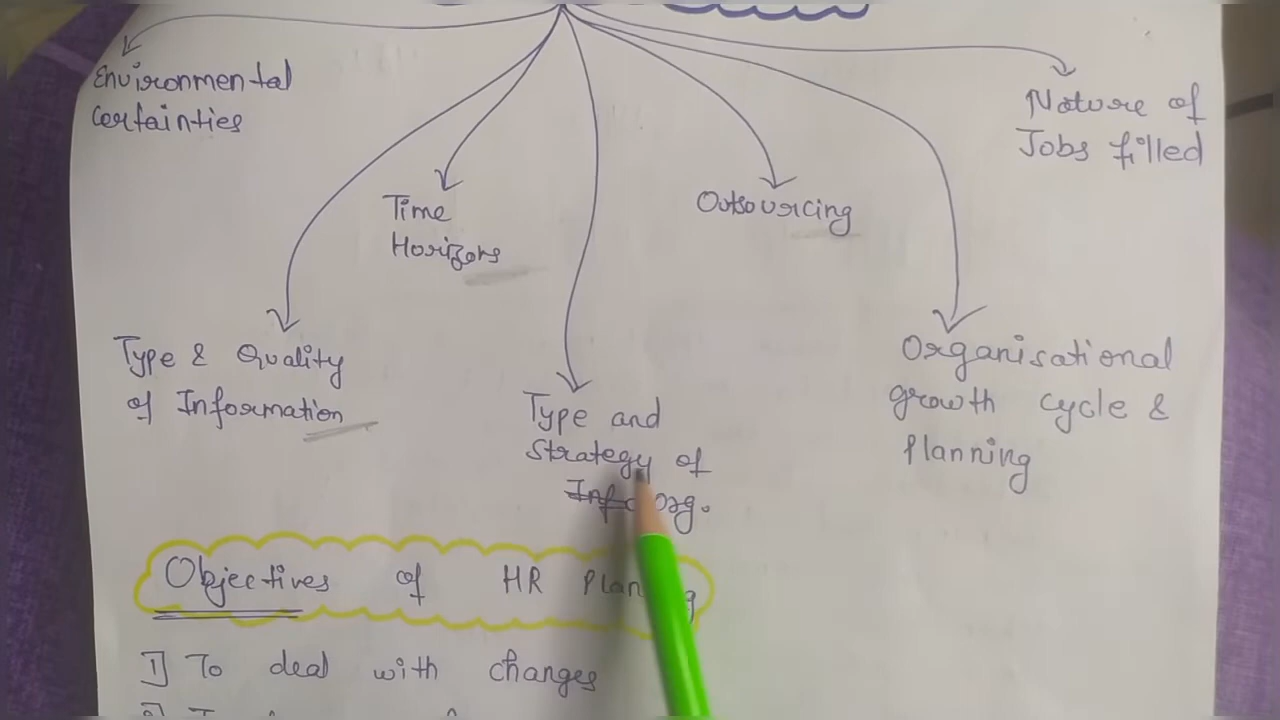 Environmental
Certainties
Nature of
Jobs filled
Time
Horizons
Outsourcing
Type & Quality
of Information
Type and
Strategy of
org.
Organisational
growth cycle &
Planning
Objectives of HR
1] To deal with changes